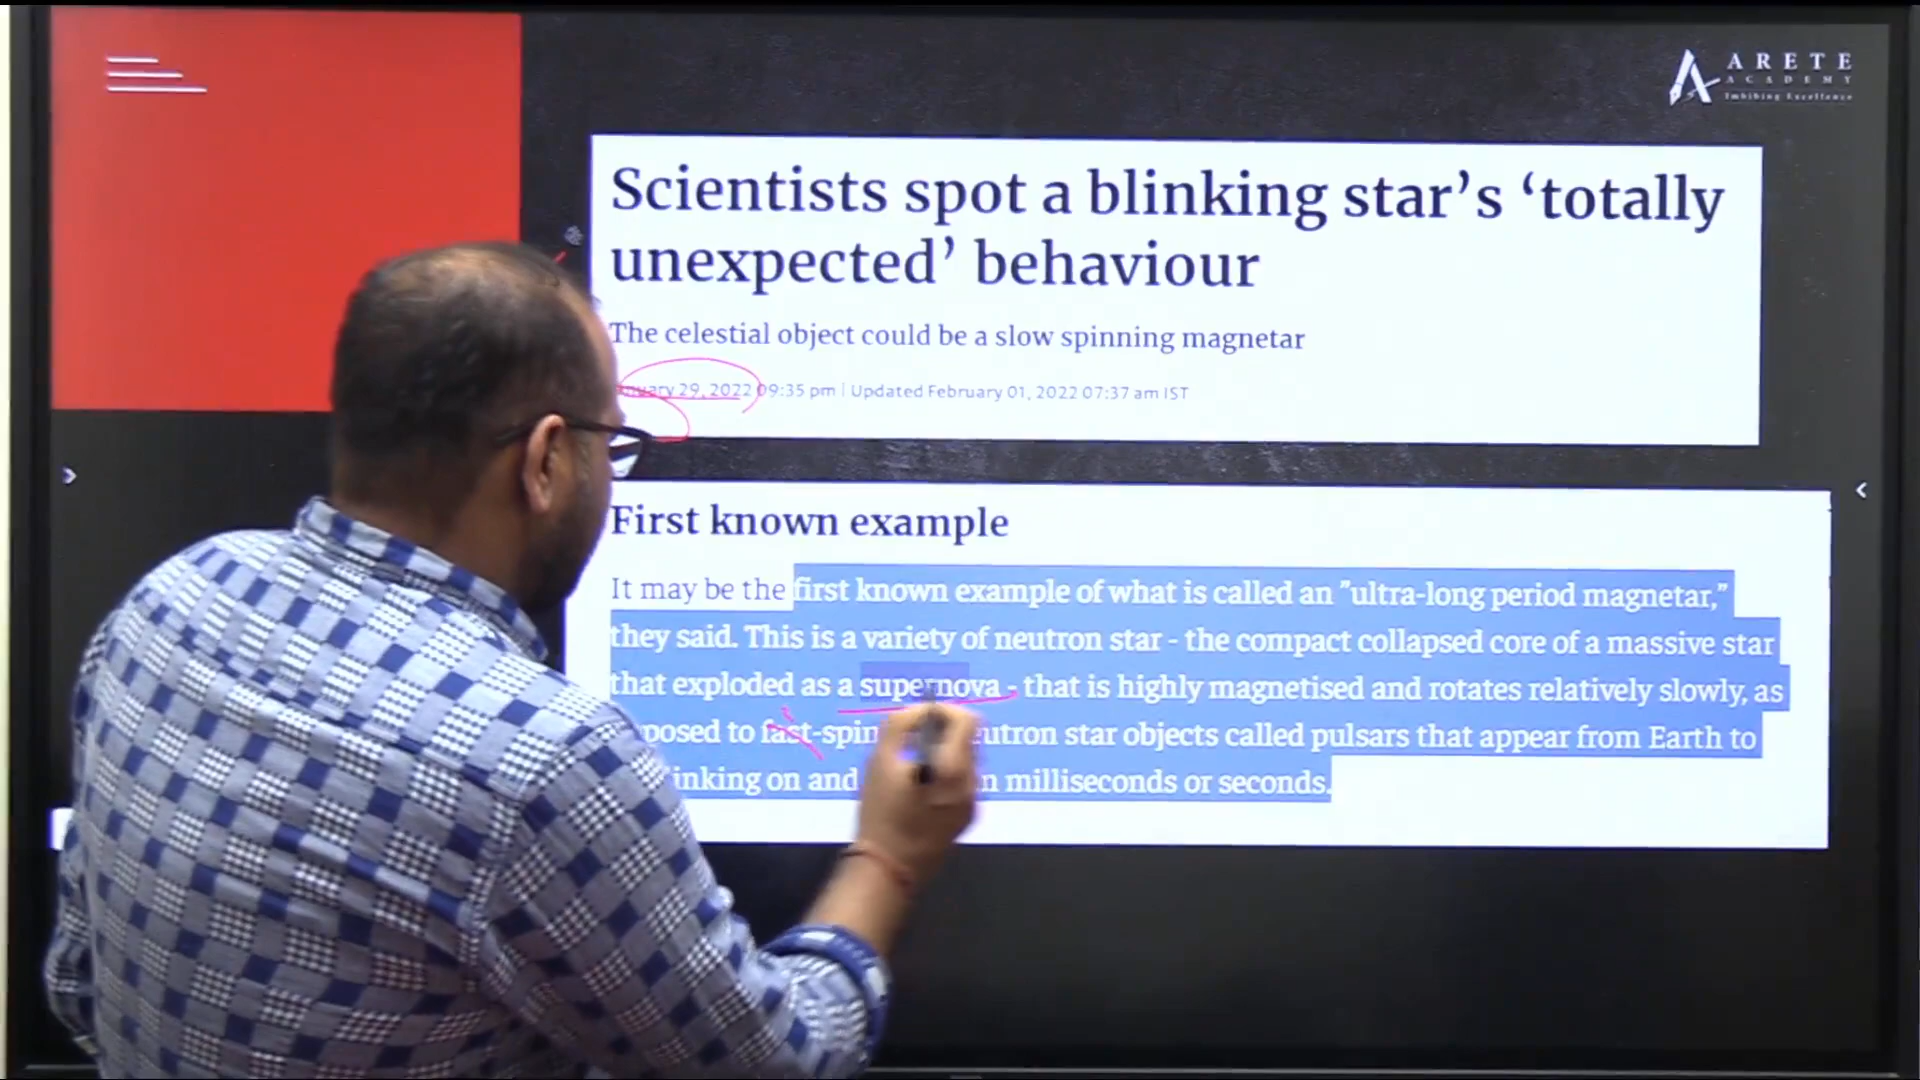 ARETE
ACADEMY
Imbibing Excellence
Scientists spot a blinking star’s ‘totally
unexpected’ behaviour
The celestial object could be a slow spinning magnetar
29, 2022 09:35 pm | Updated February 01, 2022 07:37 am IST
First known example
It may be the first known example of what is called an "ultra-long period magnetar,”
they said. This is a variety of neutron star - the compact collapsed core of a massive star
that exploded as a supernova - that is highly magnetised and rotates relatively slowly, as
to fast-spin star objects called pulsars that appear from Earth to
on and milliseconds or seconds.